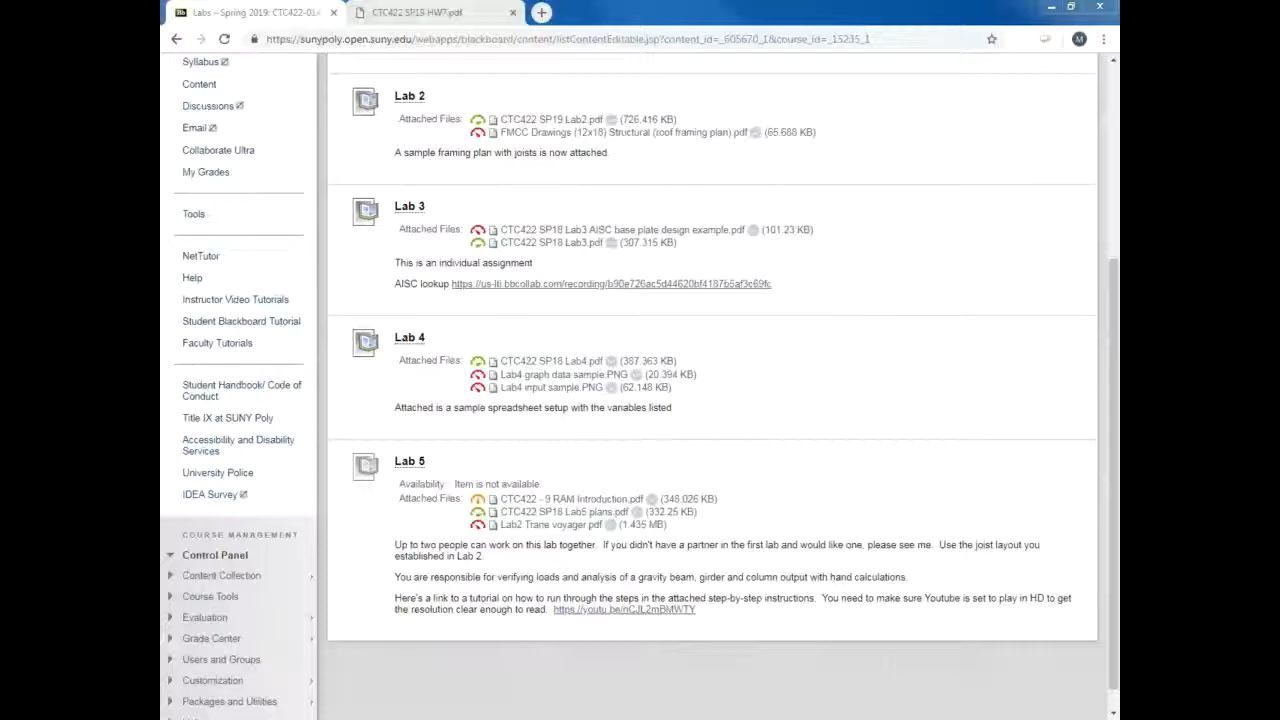 Labs – Spring 2019: CTC422-01
CTC422 SP19 HW7.pdf
https://sunypoly.open.suny.edu/webapps/blackboard/content/listContentEditable.jsp?content_id=_605670_1&course_id=_15235_1
M
Syllabus
Content
Discussions
Email
Collaborate Ultra
My Grades
Tools
NetTutor
Help
Instructor Video Tutorials
Student Blackboard Tutorial
Faculty Tutorials
Student Handbook/ Code of
Conduct
Title IX at SUNY Poly
Accessibility and Disability
Services
University Police
IDEA Survey
COURSE MANAGEMENT
Control Panel
Content Collection
Course Tools
Evaluation
Grade Center
Users and Groups
Customization
Packages and Utilities
Lab 2
Attached Files: CTC422 SP19 Lab2.pdf (726.416 KB)
FMCC Drawings (12x18) Structural (roof framing plan).pdf (65.688 KB)
A sample framing plan with joists is now attached.
Lab 3
Attached Files: CTC422 SP18 Lab3 AISC base plate design example.pdf (101.23 KB)
CTC422 SP18 Lab3.pdf (307.315 KB)
This is an individual assignment
AISC lookup https://us-lti.bbcollab.com/recording/b90e726ac5d44620bf4187b5af3c69fc
Lab 4
Attached Files: CTC422 SP18 Lab4.pdf (387.363 KB)
Lab4 graph data sample.PNG (20.394 KB)
Lab4 input sample.PNG (62.148 KB)
Attached is a sample spreadsheet setup with the variables listed
Lab 5
Availability: Item is not available.
Attached Files: CTC422 - 9 RAM Introduction.pdf (348.026 KB)
CTC422 SP18 Lab5 plans.pdf (332.25 KB)
Lab2 Trane voyager.pdf (1.435 MB)
Up to two people can work on this lab together. If you didn't have a partner in the first lab and would like one, please see me. Use the joist layout you
established in Lab 2.
You are responsible for verifying loads and analysis of a gravity beam, girder and column output with hand calculations.
Here's a link to a tutorial on how to run through the steps in the attached step-by-step instructions. You need to make sure Youtube is set to play in HD to get
the resolution clear enough to read. https://youtu.be/nCJL2mBMWTY